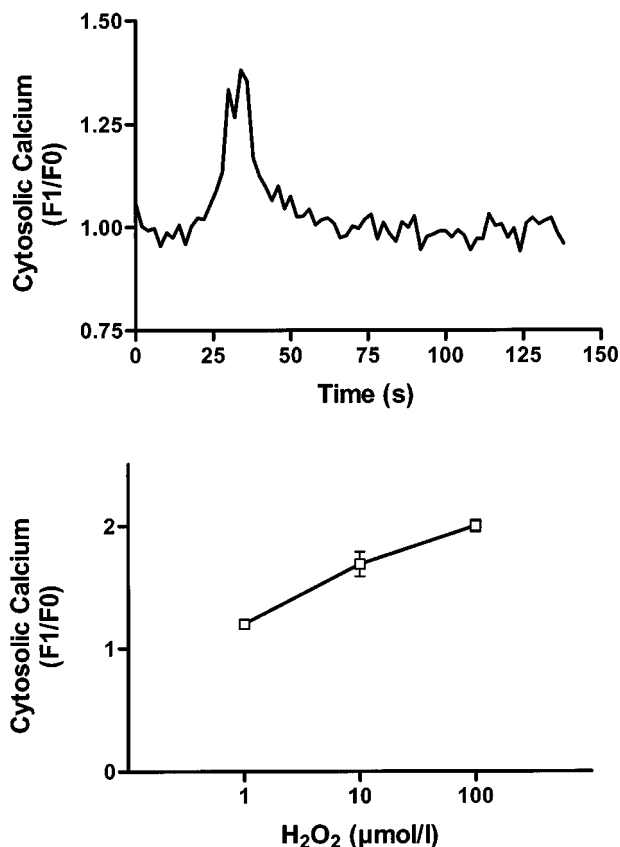 1.50
1.25
1.00
0.75
Cytosolic Calcium
(F1/F0)
0 25 50 75 100 125 150
Time (s)
2
1
0
Cytosolic Calcium
(F1/F0)
1 10 100
H₂O₂ (μmol/l)